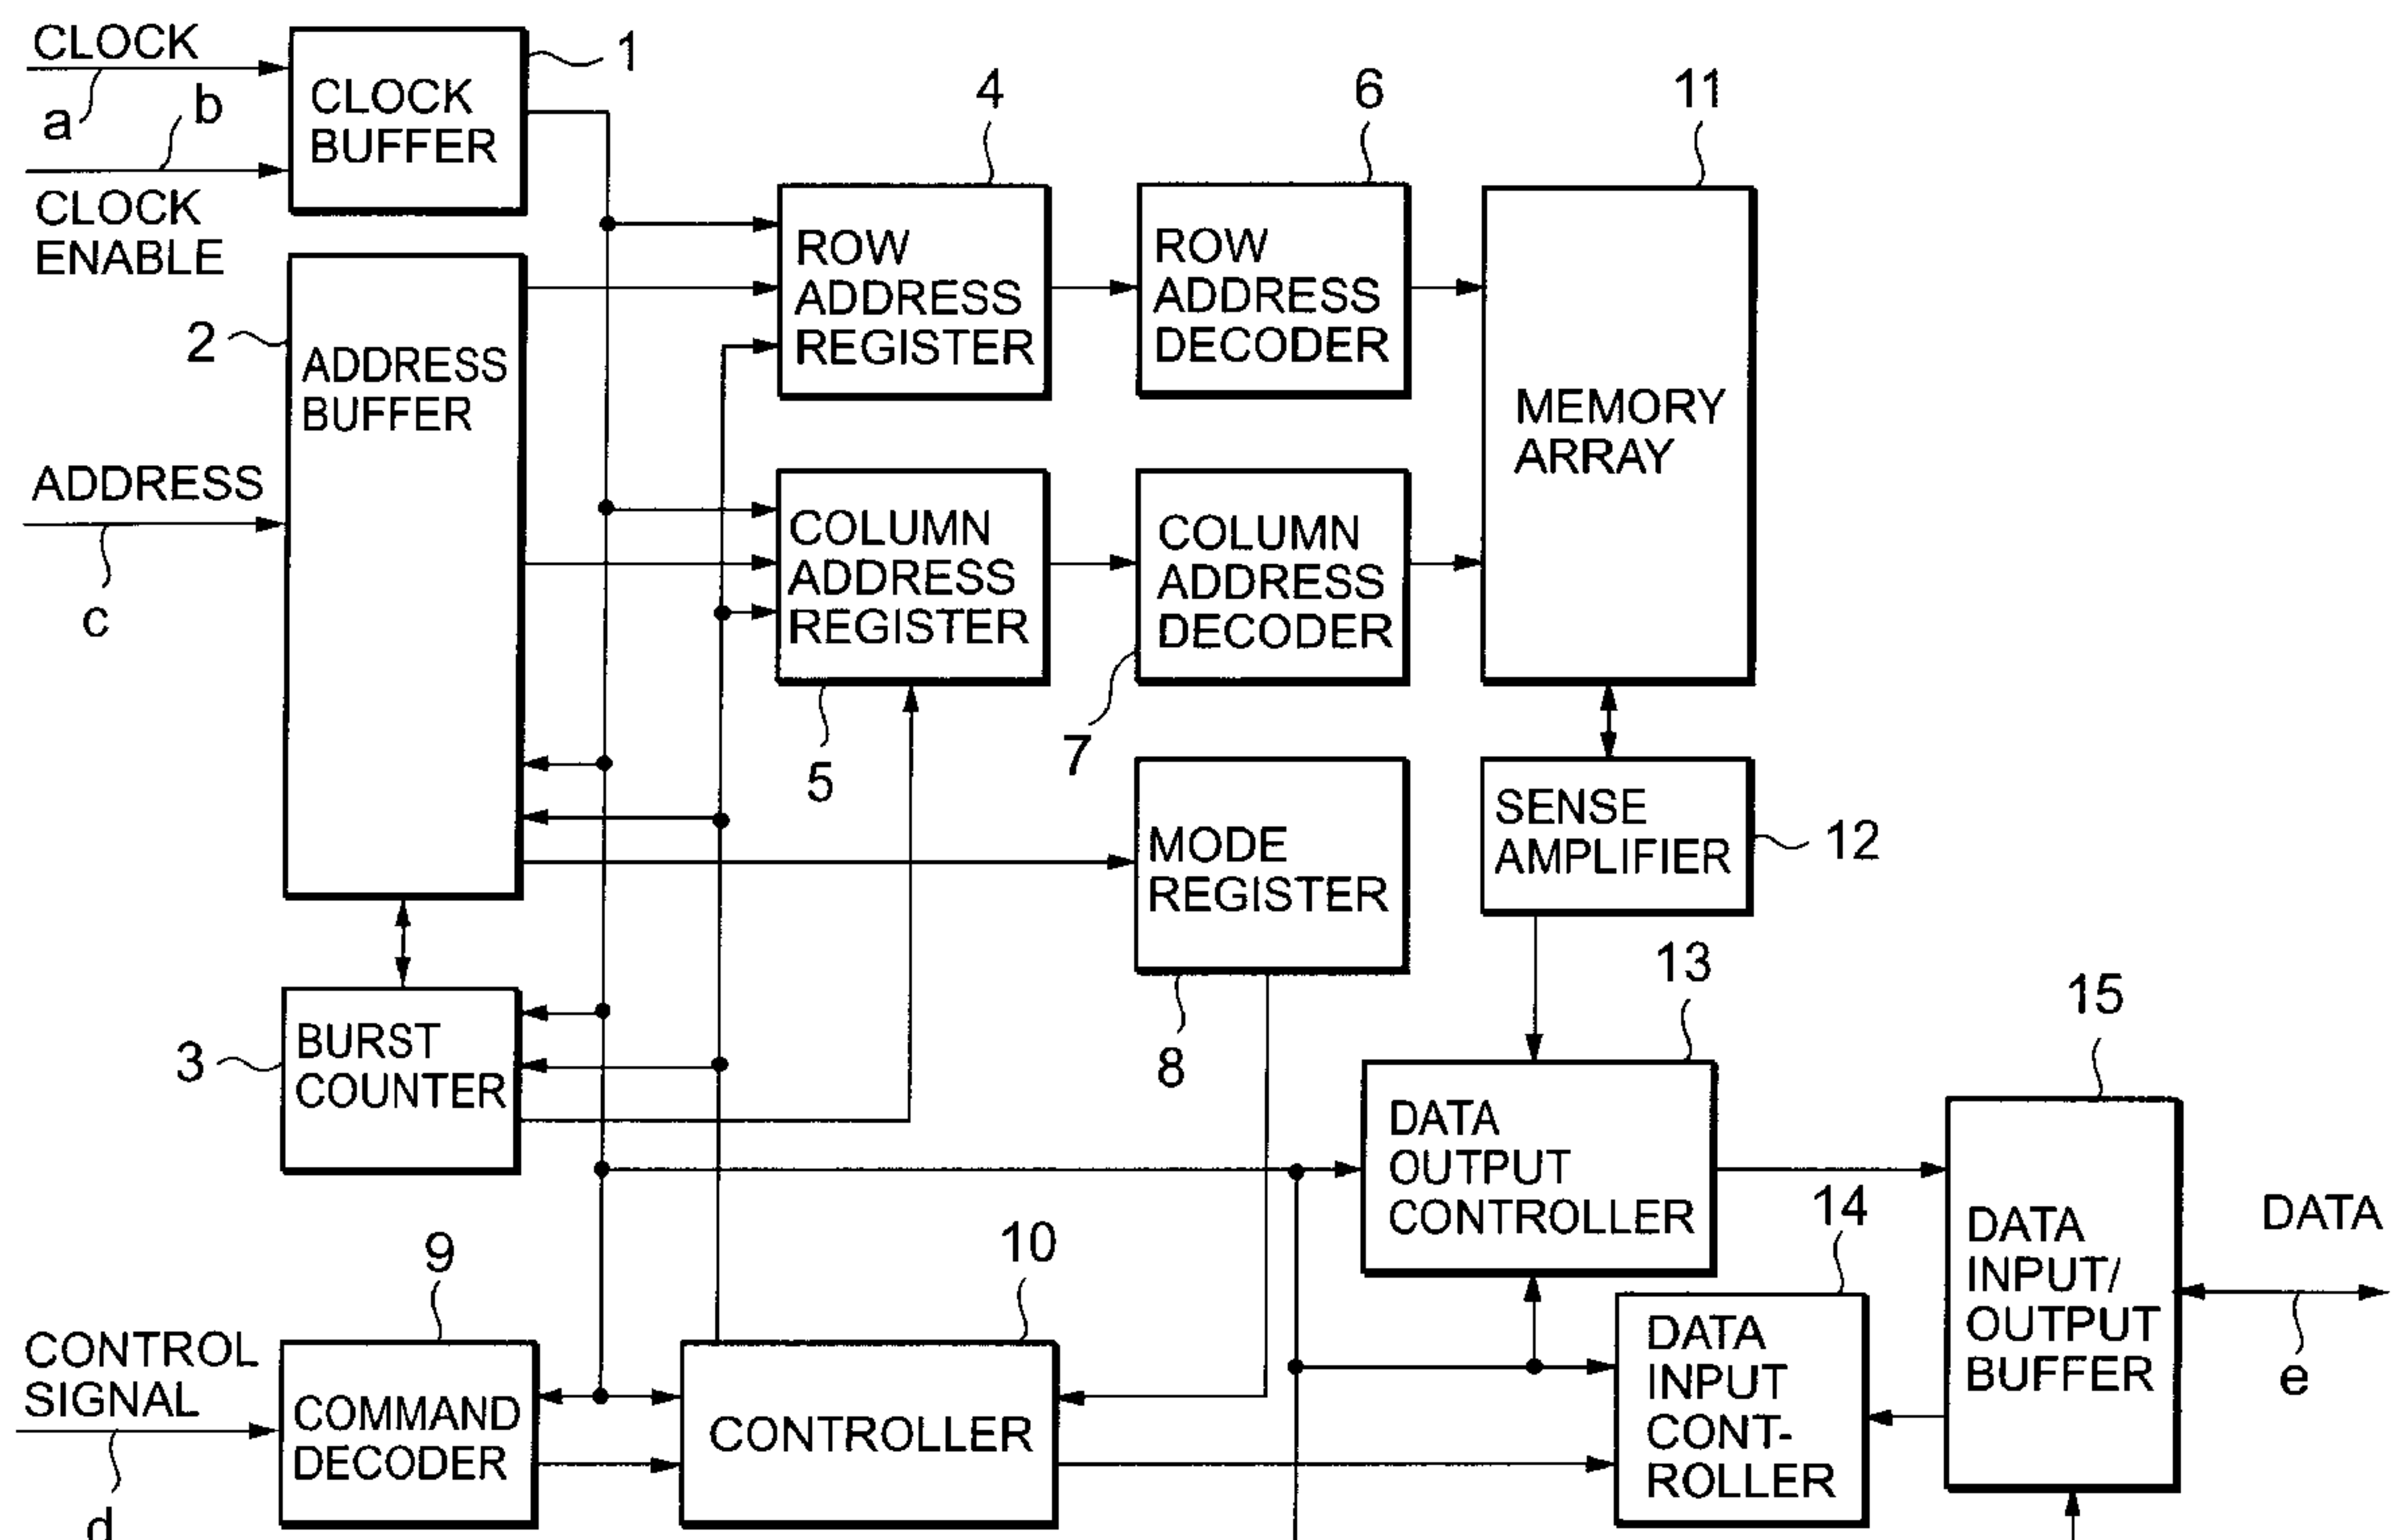 CLOCK
a
b
CLOCK
ENABLE
CLOCK
BUFFER
1
2
ADDRESS
BUFFER
ADDRESS
c
4
ROW
ADDRESS
REGISTER
6
ROW
ADDRESS
DECODER
11
MEMORY
ARRAY
COLUMN
ADDRESS
REGISTER
5
COLUMN
ADDRESS
DECODER
7
MODE
REGISTER
8
SENSE
AMPLIFIER
12
3
BURST
COUNTER
13
DATA
OUTPUT
CONTROLLER
15
DATA
INPUT/
OUTPUT
BUFFER
DATA
e
14
DATA
INPUT
CONT-
ROLLER
9
CONTROL
SIGNAL
d
COMMAND
DECODER
10
CONTROLLER